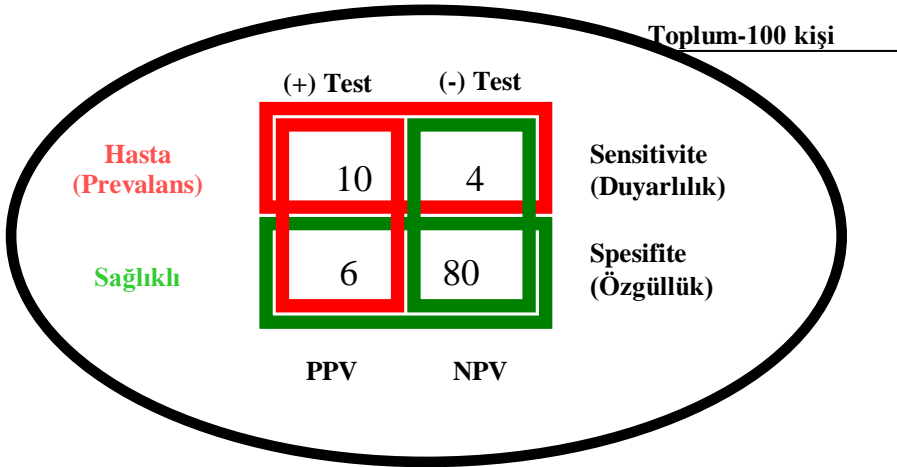 Toplum-100 kişi
(+) Test
(-) Test
Hasta
(Prevalans)
10
4
Sensitivite
(Duyarlılık)
Sağlıklı
6
80
Spesifite
(Özgüllük)
PPV
NPV